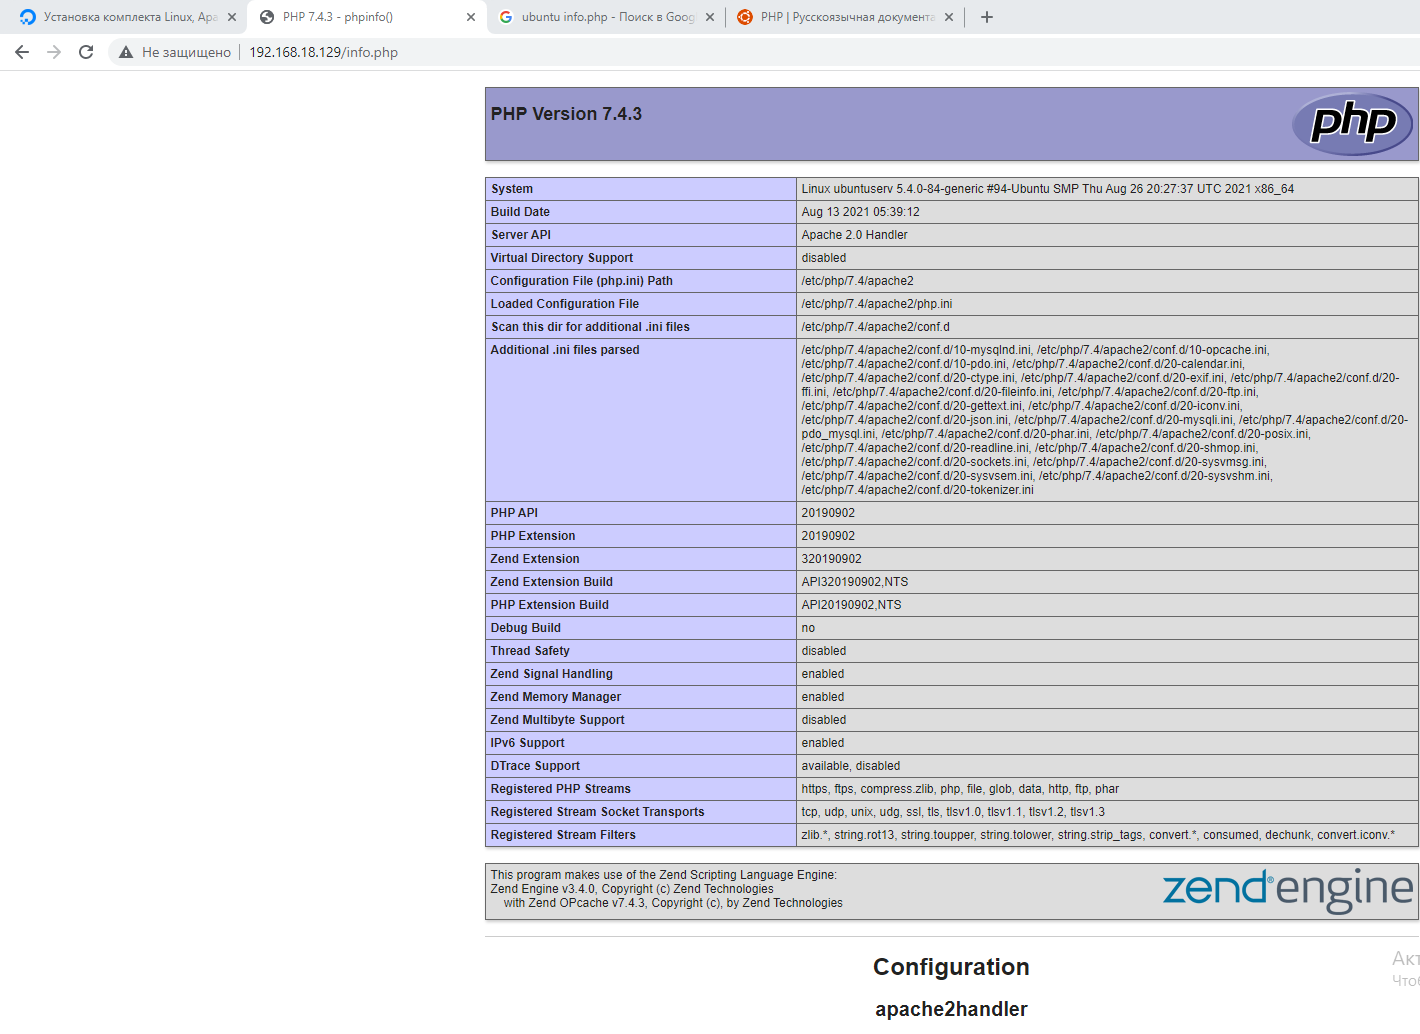 Установка комплекта Linux, Apa
PHP 7.4.3 - phpinfo()
ubuntu info.php - Поиск в Goog
PHP | Русскоязычная документа
Не защищено
192.168.18.129/info.php
PHP Version 7.4.3
php
System Linux ubuntuserv 5.4.0-84-generic #94-Ubuntu SMP Thu Aug 26 20:27:37 UTC 2021 x86_64
Build Date Aug 13 2021 05:39:12
Server API Apache 2.0 Handler
Virtual Directory Support disabled
Configuration File (php.ini) Path /etc/php/7.4/apache2
Loaded Configuration File /etc/php/7.4/apache2/php.ini
Scan this dir for additional .ini files /etc/php/7.4/apache2/conf.d
Additional .ini files parsed /etc/php/7.4/apache2/conf.d/10-mysqlnd.ini, /etc/php/7.4/apache2/conf.d/10-opcache.ini,
/etc/php/7.4/apache2/conf.d/10-pdo.ini, /etc/php/7.4/apache2/conf.d/20-calendar.ini,
/etc/php/7.4/apache2/conf.d/20-ctype.ini, /etc/php/7.4/apache2/conf.d/20-exif.ini, /etc/php/7.4/apache2/conf.d/20-
ffi.ini, /etc/php/7.4/apache2/conf.d/20-fileinfo.ini, /etc/php/7.4/apache2/conf.d/20-ftp.ini,
/etc/php/7.4/apache2/conf.d/20-gettext.ini, /etc/php/7.4/apache2/conf.d/20-iconv.ini,
/etc/php/7.4/apache2/conf.d/20-json.ini, /etc/php/7.4/apache2/conf.d/20-mysqli.ini, /etc/php/7.4/apache2/conf.d/20-
pdo_mysql.ini, /etc/php/7.4/apache2/conf.d/20-phar.ini, /etc/php/7.4/apache2/conf.d/20-posix.ini,
/etc/php/7.4/apache2/conf.d/20-readline.ini, /etc/php/7.4/apache2/conf.d/20-shmop.ini,
/etc/php/7.4/apache2/conf.d/20-sockets.ini, /etc/php/7.4/apache2/conf.d/20-sysvmsg.ini,
/etc/php/7.4/apache2/conf.d/20-sysvsem.ini, /etc/php/7.4/apache2/conf.d/20-sysvshm.ini,
/etc/php/7.4/apache2/conf.d/20-tokenizer.ini
PHP API 20190902
PHP Extension 20190902
Zend Extension 320190902
Zend Extension Build API320190902,NTS
PHP Extension Build API20190902,NTS
Debug Build no
Thread Safety disabled
Zend Signal Handling enabled
Zend Memory Manager enabled
Zend Multibyte Support disabled
IPv6 Support enabled
DTrace Support available, disabled
Registered PHP Streams https, ftps, compress.zlib, php, file, glob, data, http, ftp, phar
Registered Stream Socket Transports tcp, udp, unix, udg, ssl, tls, tlsv1.0, tlsv1.1, tlsv1.2, tlsv1.3
Registered Stream Filters zlib.*, string.rot13, string.toupper, string.tolower, string.strip_tags, convert.*, consumed, dechunk, convert.iconv.*
This program makes use of the Zend Scripting Language Engine:
Zend Engine v3.4.0, Copyright (c) Zend Technologies
with Zend OPcache v7.4.3, Copyright (c), by Zend Technologies
zend® engine
Configuration
Акт
Чтоб
apache2handler